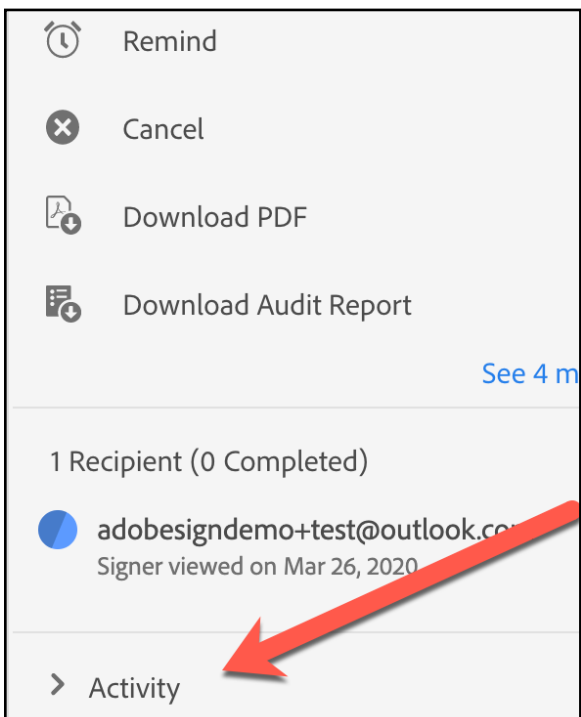 Remind
Cancel
Download PDF
Download Audit Report
See 4 m
1 Recipient (0 Completed)
adobesigndemo+test@outlook.co
Signer viewed on Mar 26, 2020
Activity